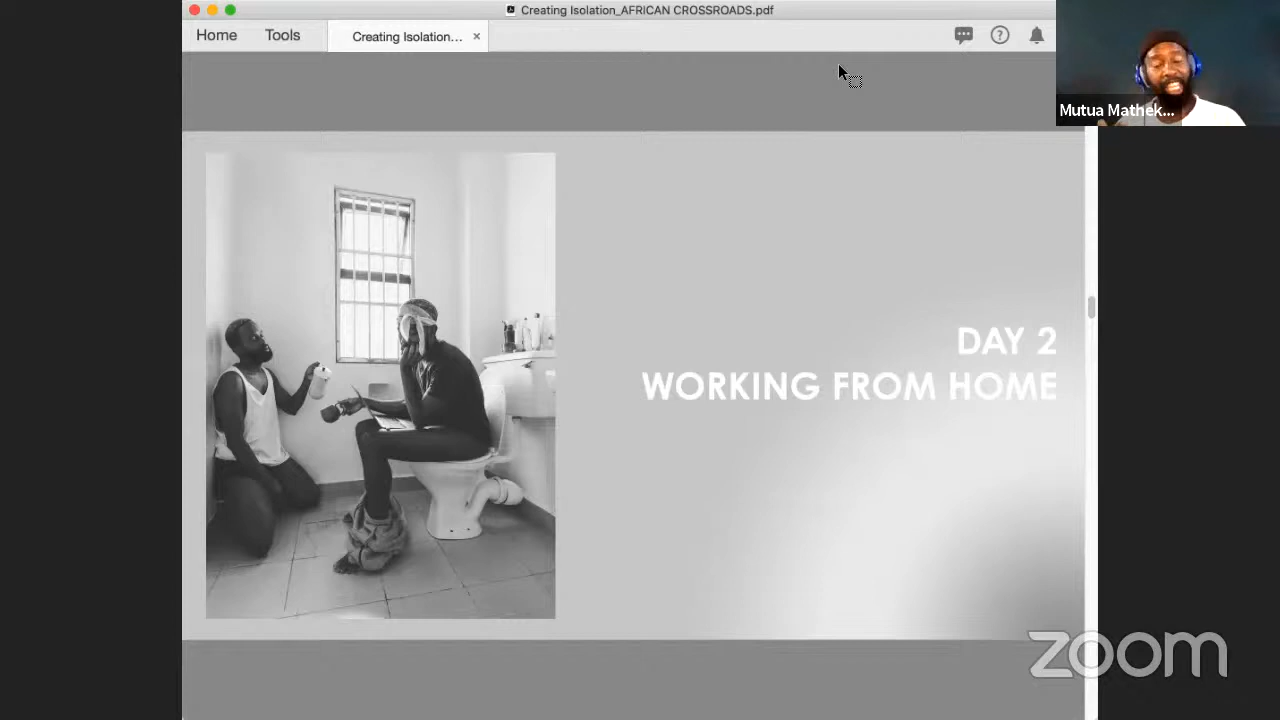 Creating Isolation_AFRICAN CROSSROADS.pdf
Home
Tools
Creating Isolation... ×
Mutua Mathek...
DAY 2
WORKING FROM HOME
zoom